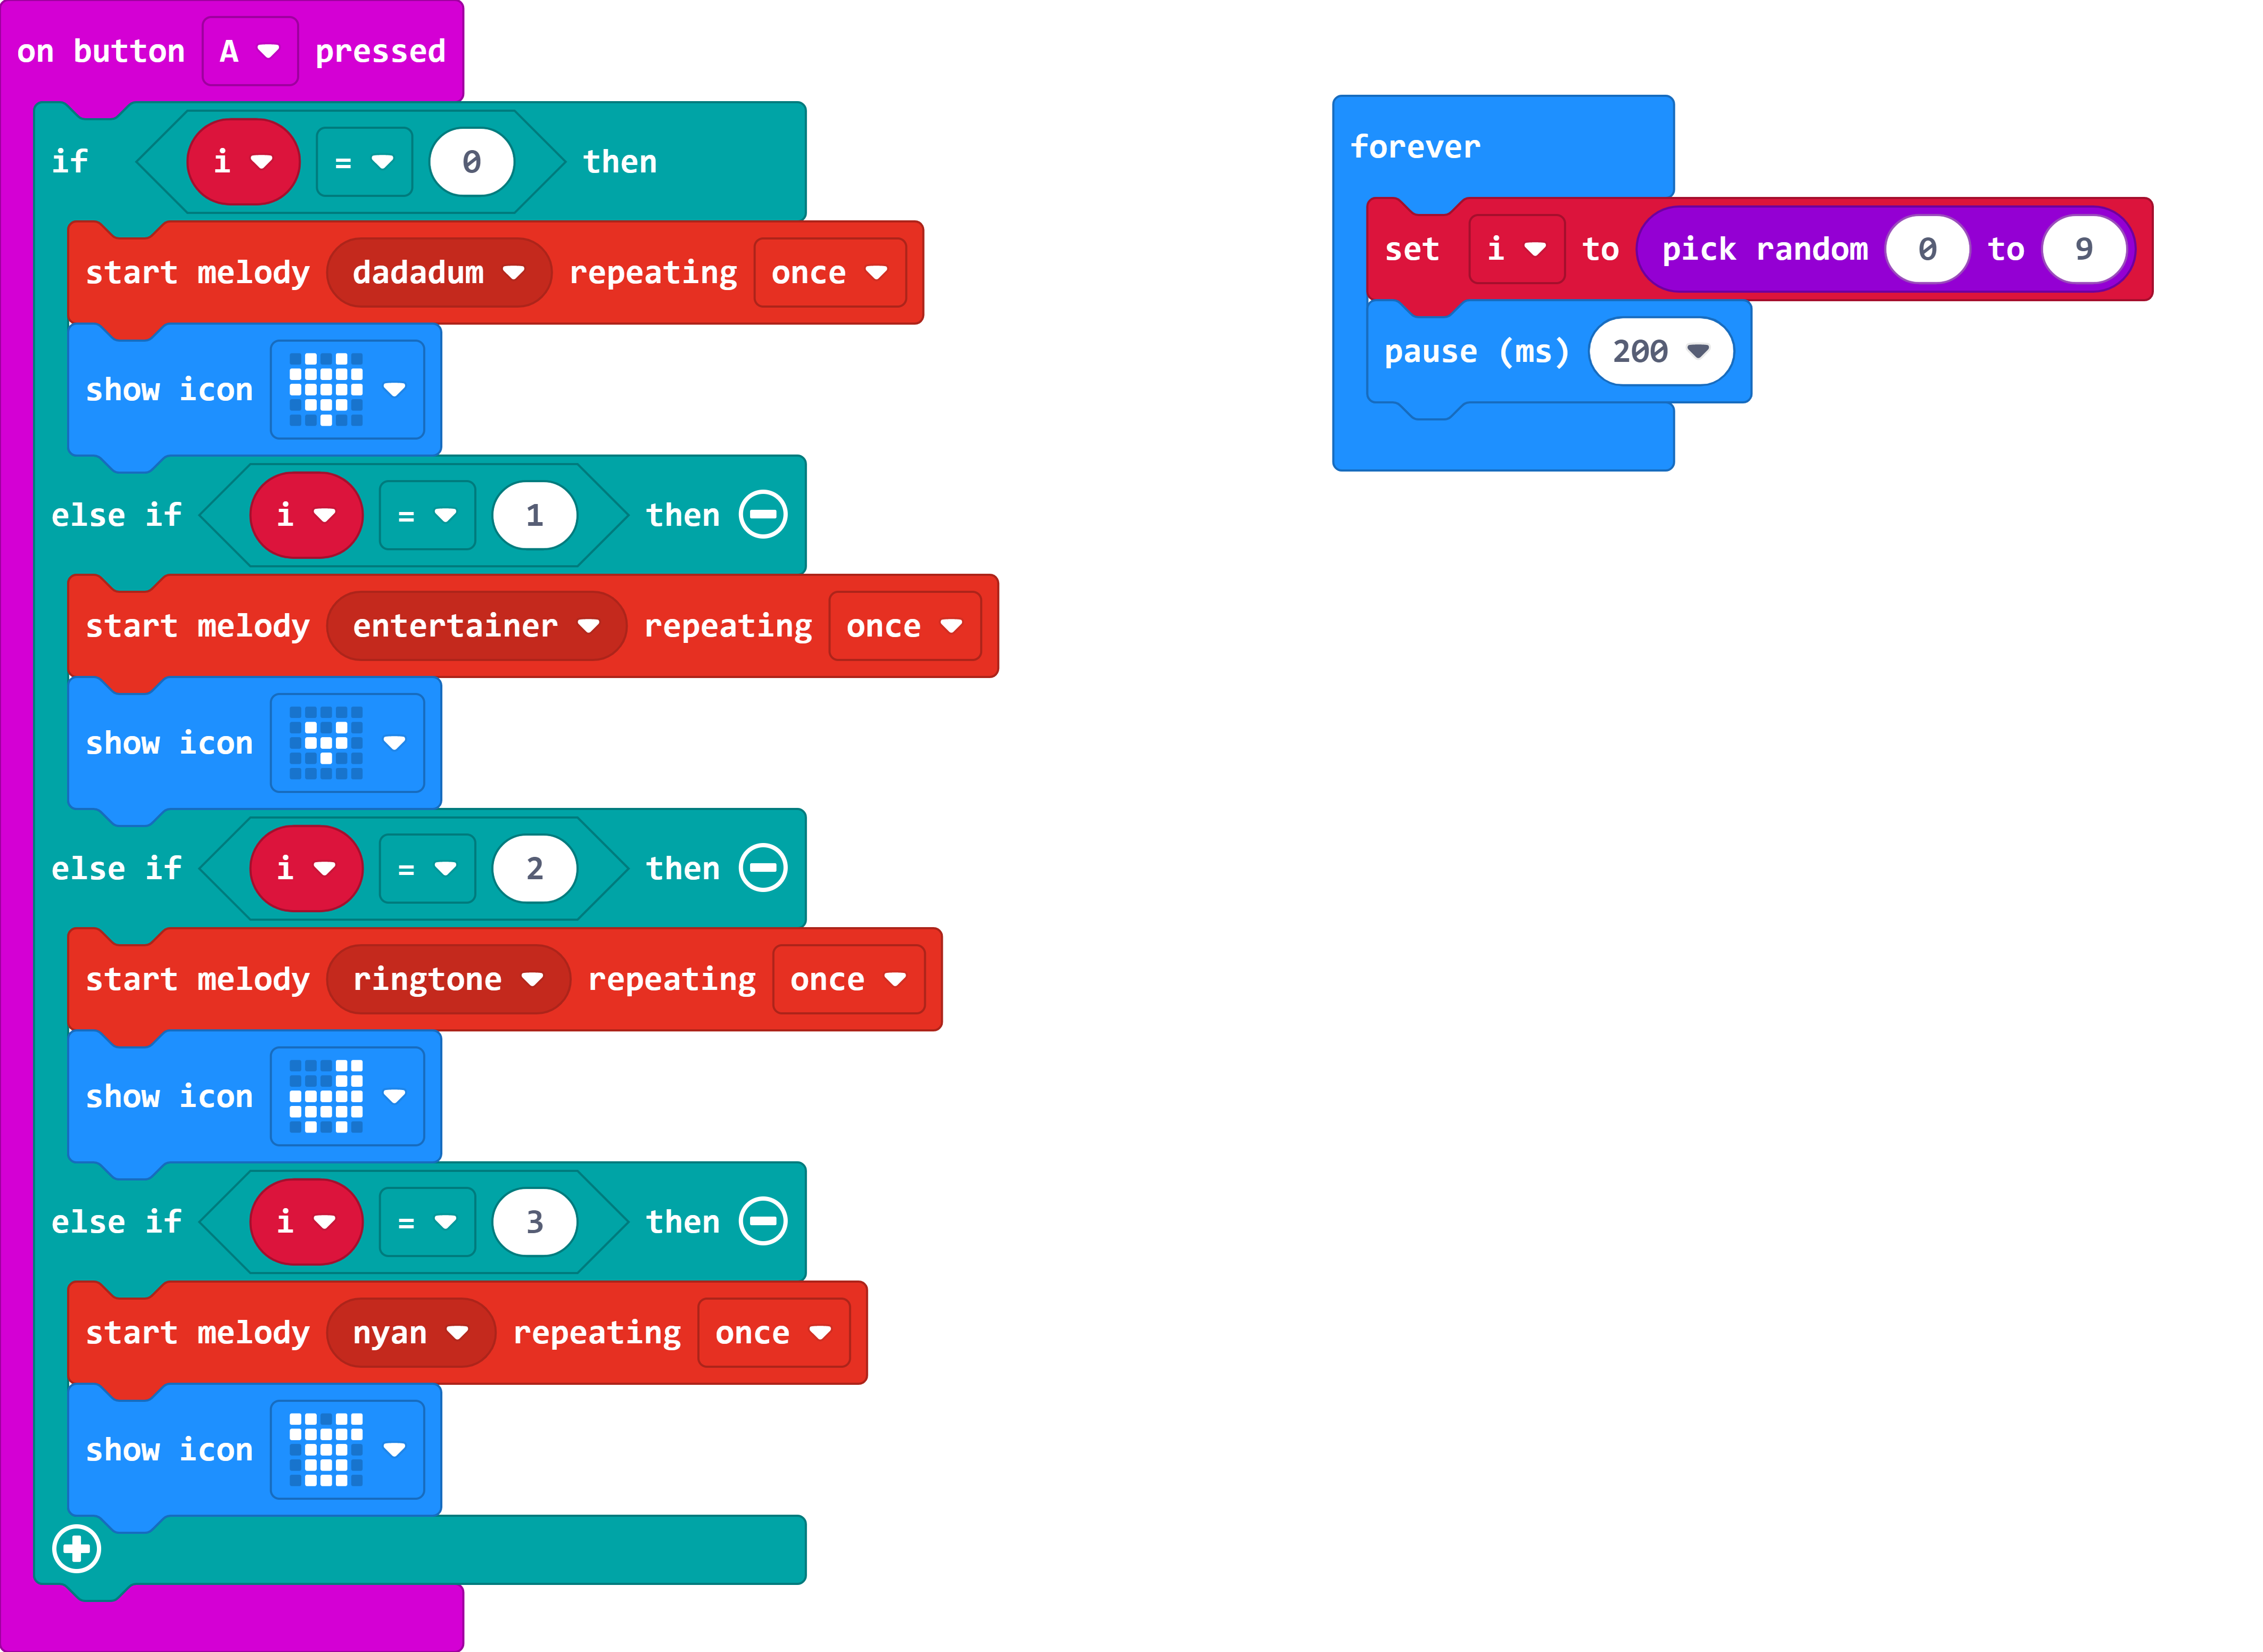 on button A pressed
if i = 0 then
start melody dadadum repeating once
show icon
else if i = 1 then
start melody entertainer repeating once
show icon
else if i = 2 then
start melody ringtone repeating once
show icon
else if i = 3 then
start melody nyan repeating once
show icon
forever
set i to pick random 0 to 9
pause (ms) 200